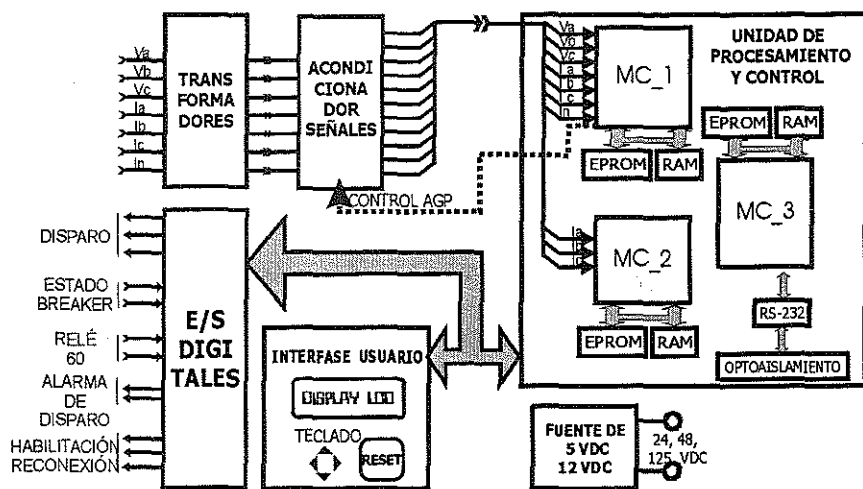 Va
Vb
Vc
Ia
Ib
Ic
In
TRANS
FORMA
DORES
ACONDI
CIONA
DOR
SEÑALES
CONTROL AGP
Va
Vb
Vc
Ia
Ib
Ic
In
MC_1
EPROM
RAM
UNIDAD DE
PROCESAMIENTO
Y CONTROL
EPROM
RAM
MC_3
RS-232
OPTOAISLAMIENTO
MC_2
EPROM
RAM
DISPARO
ESTADO
BREAKER
RELÉ
60
ALARMA
DE
DISPARO
HABILITACIÓN
RECONEXIÓN
E/S
DIGI
TALES
INTERFASE USUARIO
DISPLAY LCD
TECLADO
RESET
FUENTE DE
5 VDC
12 VDC
24, 48,
125 VDC